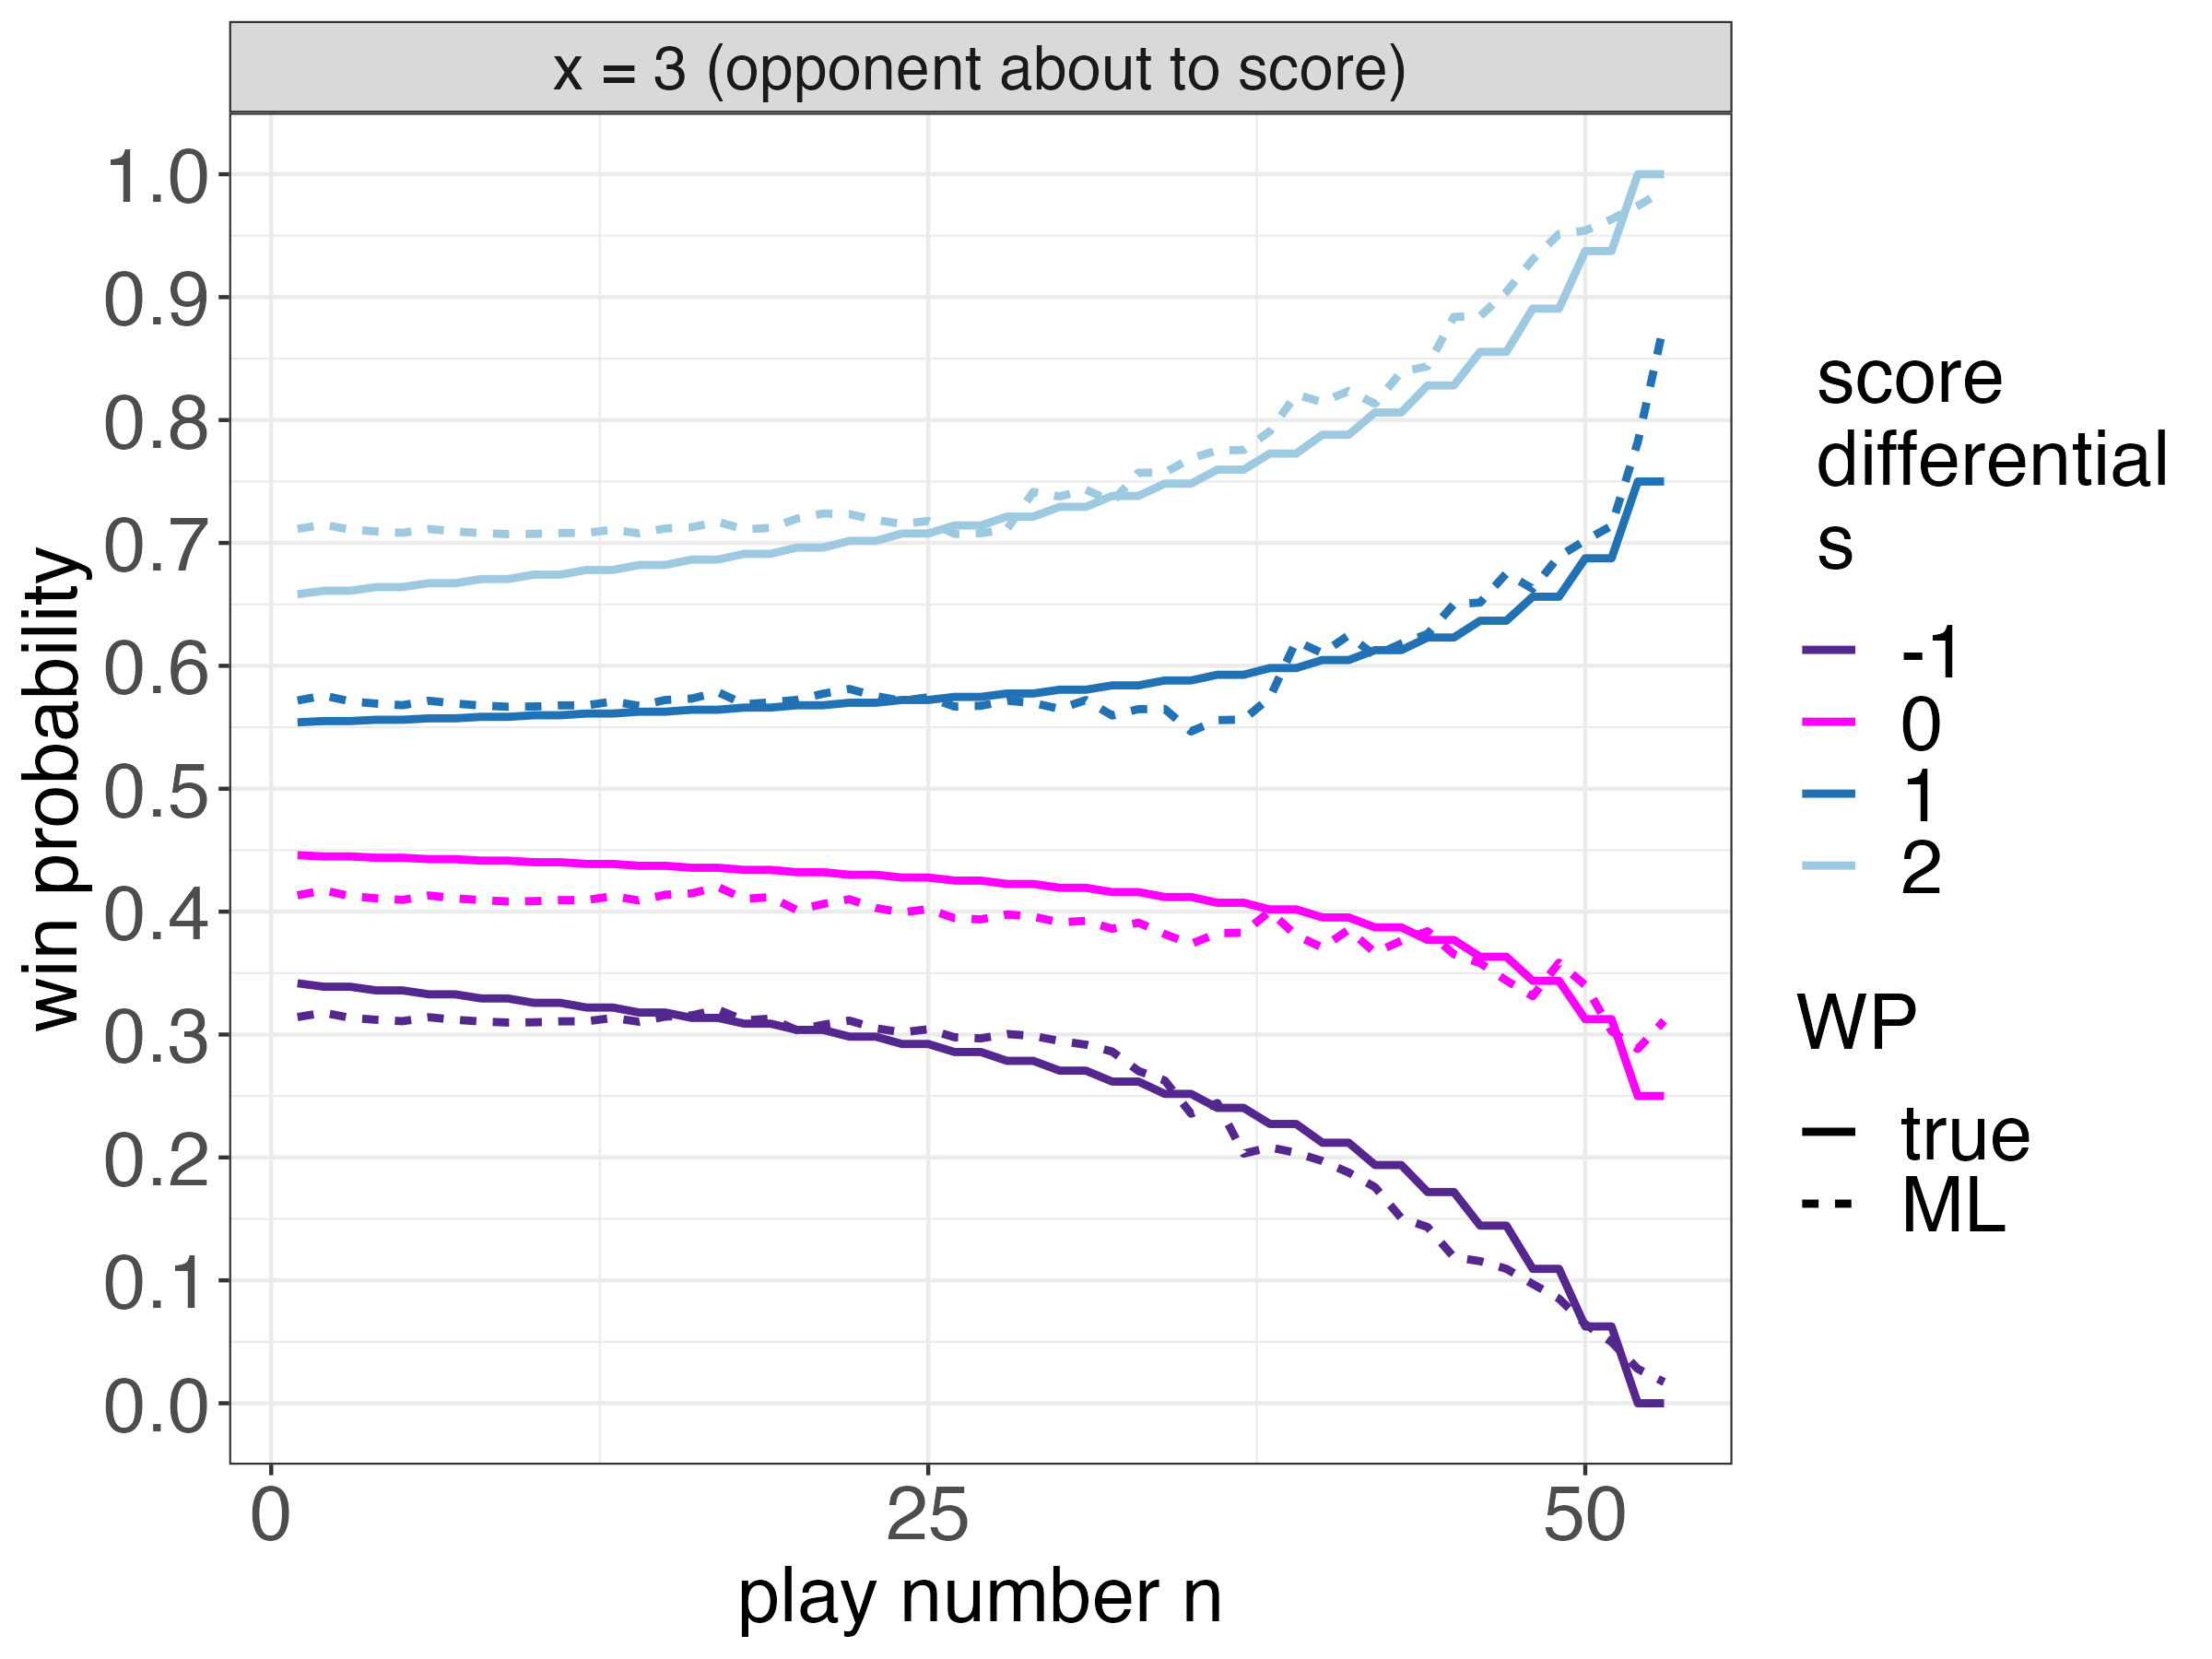 x = 3 (opponent about to score)
win probability
1.0
0.9
0.8
0.7
0.6
0.5
0.4
0.3
0.2
0.1
0.0
0
25
50
play number n
score
differential
s
-1
0
1
2
WP
true
ML